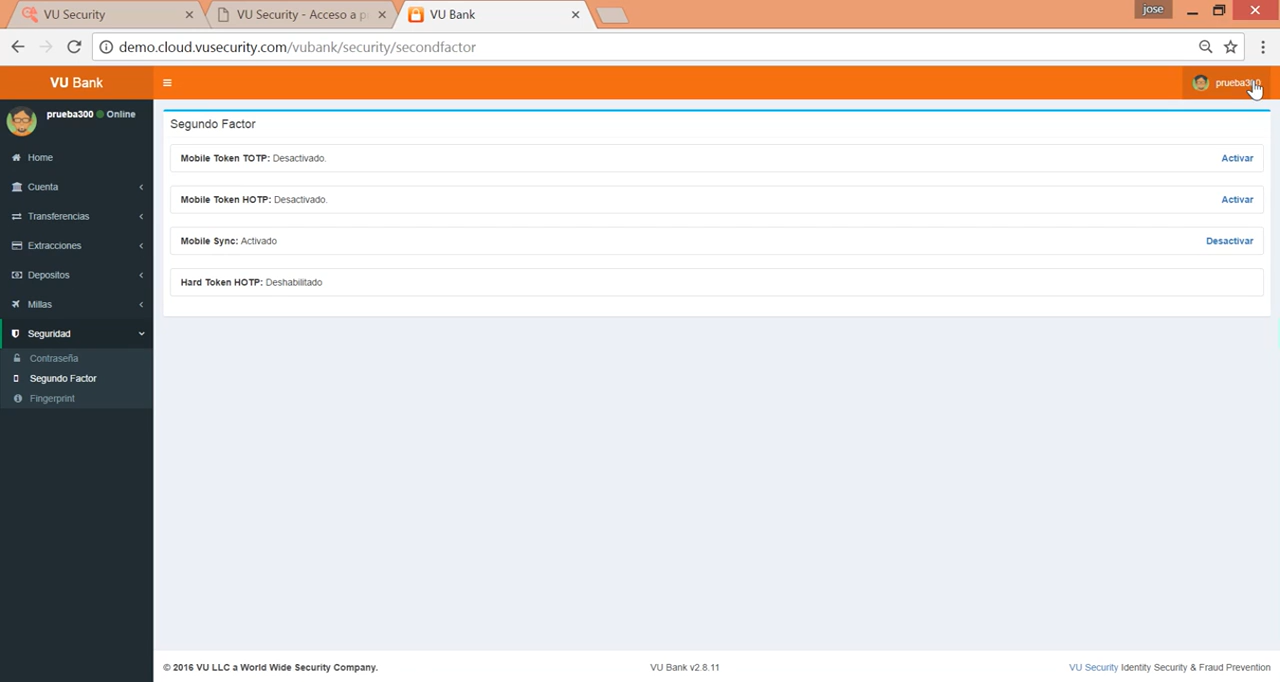 VU Security
VU Security - Acceso a p
VU Bank
jose
demo.cloud.vusecurity.com/vubank/security/secondfactor
VU Bank
prueba300
prueba300 Online
Home
Cuenta
Transferencias
Extracciones
Depositos
Millas
Seguridad
Contraseña
Segundo Factor
Fingerprint
Segundo Factor
Mobile Token TOTP: Desactivado. Activar
Mobile Token HOTP: Desactivado. Activar
Mobile Sync: Activado Desactivar
Hard Token HOTP: Deshabilitado
© 2016 VU LLC a World Wide Security Company. VU Bank v2.8.11 VU Security Identity Security & Fraud Prevention